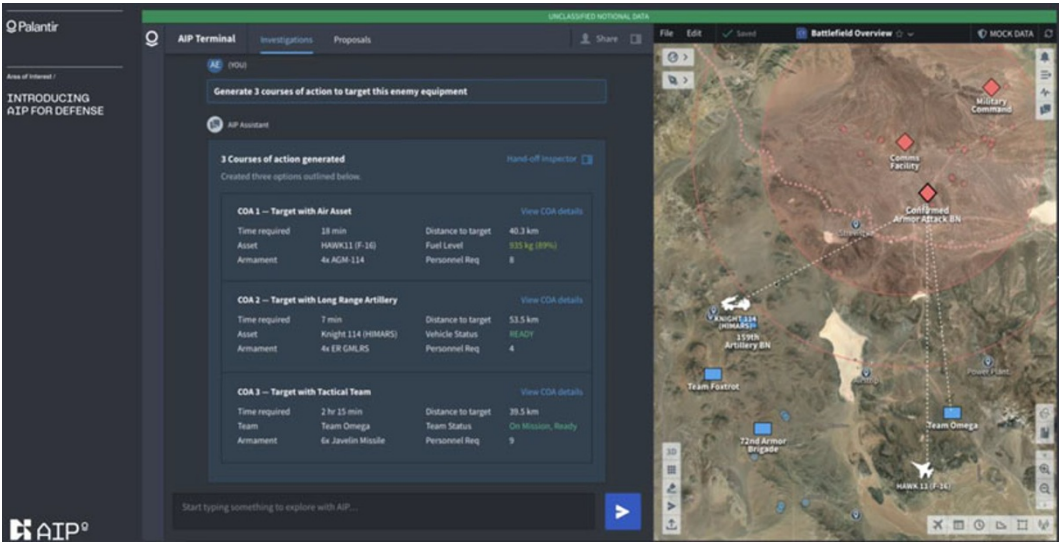 UNCLASSIFIED NOTIONAL DATA
Palantir
Area of Interest /
INTRODUCING
AIP FOR DEFENSE
AIP
AIP Terminal
Investigations
Proposals
Share
AE (YOU)
Generate 3 courses of action to target this enemy equipment
AIP Assistant
3 Courses of action generated
Hand-off inspector
Created three options outlined below.
COA 1 — Target with Air Asset
View COA details
Time required 18 min Distance to target 40.3 km
Asset HAWK11 (F-16) Fuel Level 935 kg (89%)
Armament 4x AGM-114 Personnel Req 8
COA 2 — Target with Long Range Artillery
View COA details
Time required 7 min Distance to target 53.5 km
Asset Knight 114 (HIMARS) Vehicle Status READY
Armament 4x ER GMLRS Personnel Req 4
COA 3 — Target with Tactical Team
View COA details
Time required 2 hr 15 min Distance to target 39.5 km
Team Team Omega Team Status On Mission, Ready
Armament 6x Javelin Missile Personnel Req 9
Start typing something to explore with AIP...
File Edit Saved
Battlefield Overview
MOCK DATA
Military
Command
Comms
Facility
Confirmed
Armor Attack BN
KNIGHT 114
(HIMARS)
159th
Artillery BN
Team Foxtrot
Power Plant
Team Omega
72nd Armor
Brigade
HAWK 11 (F-16)
3D